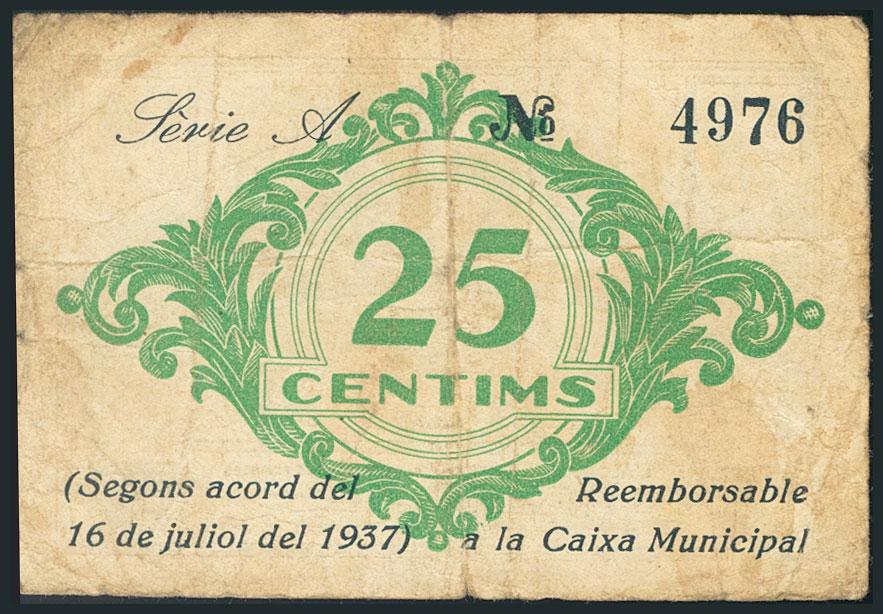 Sèrie A № 4976
25
CENTIMS
(Segons acord del
16 de juliol del 1937)
Reemborsable
a la Caixa Municipal